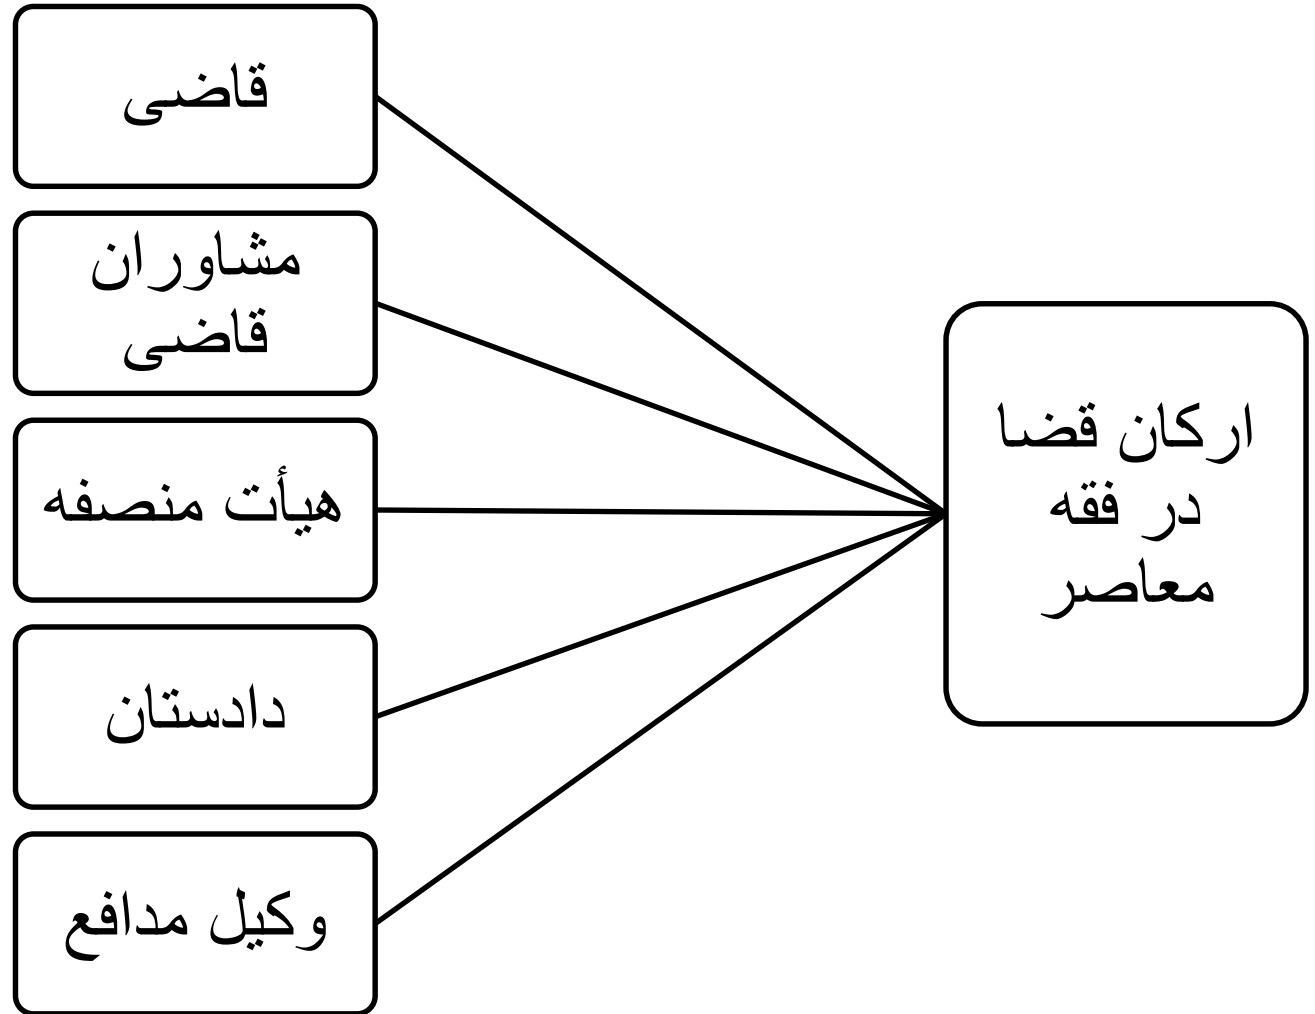 ارکان قضا
در فقه
معاصر
قاضی
مشاوران
قاضی
هیأت منصفه
دادستان
وکیل مدافع